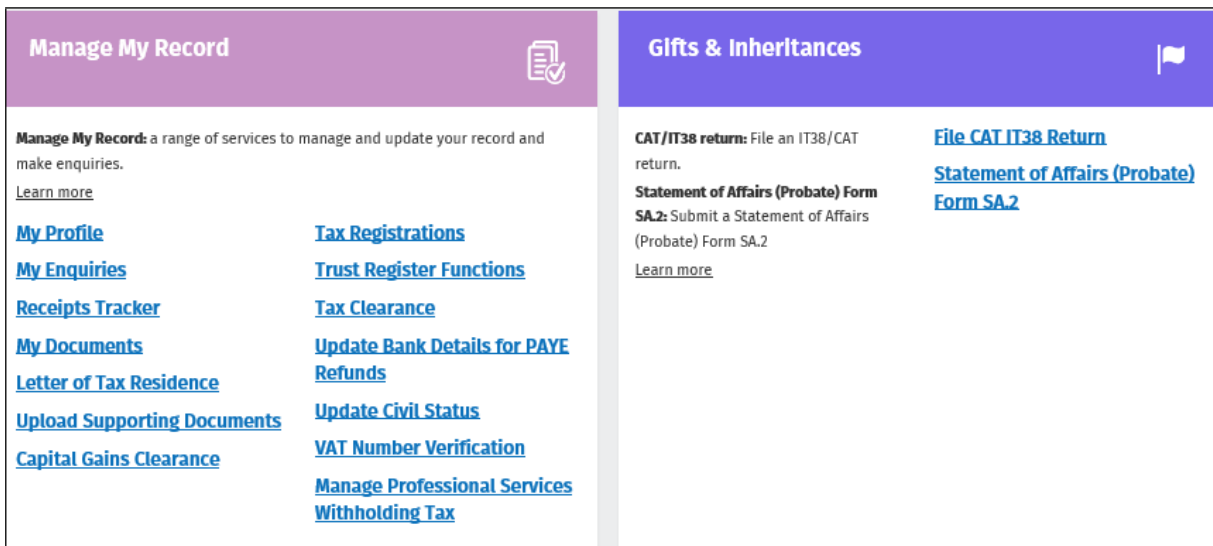 Manage My Record
Manage My Record: a range of services to manage and update your record and
make enquiries.
Learn more
My Profile
My Enquiries
Receipts Tracker
My Documents
Letter of Tax Residence
Upload Supporting Documents
Capital Gains Clearance
Tax Registrations
Trust Register Functions
Tax Clearance
Update Bank Details for PAYE
Refunds
Update Civil Status
VAT Number Verification
Manage Professional Services
Withholding Tax
Gifts & Inheritances
CAT/IT38 return: File an IT38/CAT
return.
Statement of Affairs (Probate) Form
SA.2: Submit a Statement of Affairs
(Probate) Form SA.2
Learn more
File CAT IT38 Return
Statement of Affairs (Probate)
Form SA.2